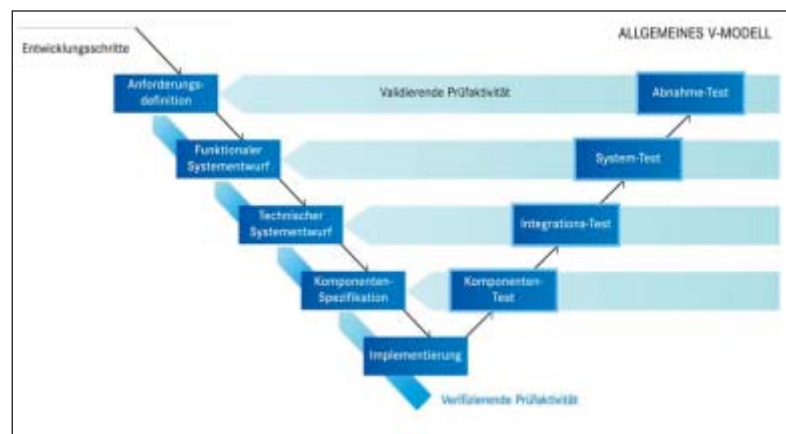 ALLGEMEINES V-MODELL
Entwicklungsschritte
Anforderungs-
definition
Validierende Prüfaktivität
Abnahme-Test
Funktionaler
Systementwurf
System-Test
Technischer
Systementwurf
Integrations-Test
Komponenten-
Spezifikation
Komponenten-
Test
Implementierung
Verifizierende Prüfaktivität